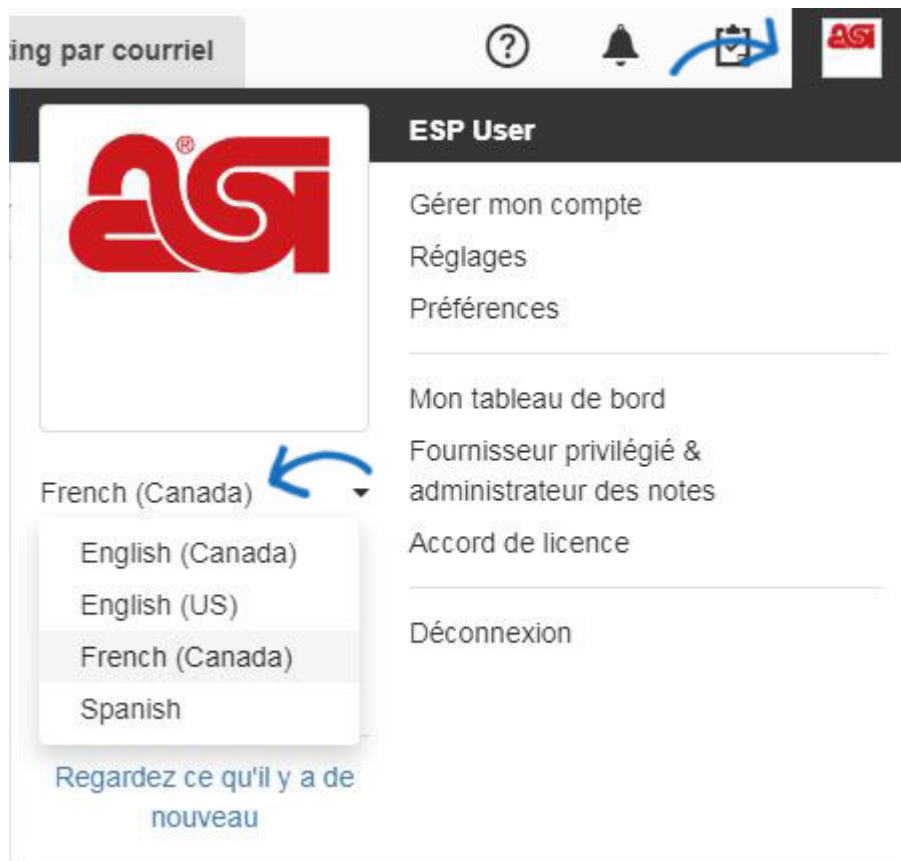 ing par courriel
asi
ESP User
asi®
Gérer mon compte
Réglages
Préférences
Mon tableau de bord
Fournisseur privilégié &
administrateur des notes
Accord de licence
Déconnexion
French (Canada)
English (Canada)
English (US)
French (Canada)
Spanish
Regardez ce qu'il y a de
nouveau